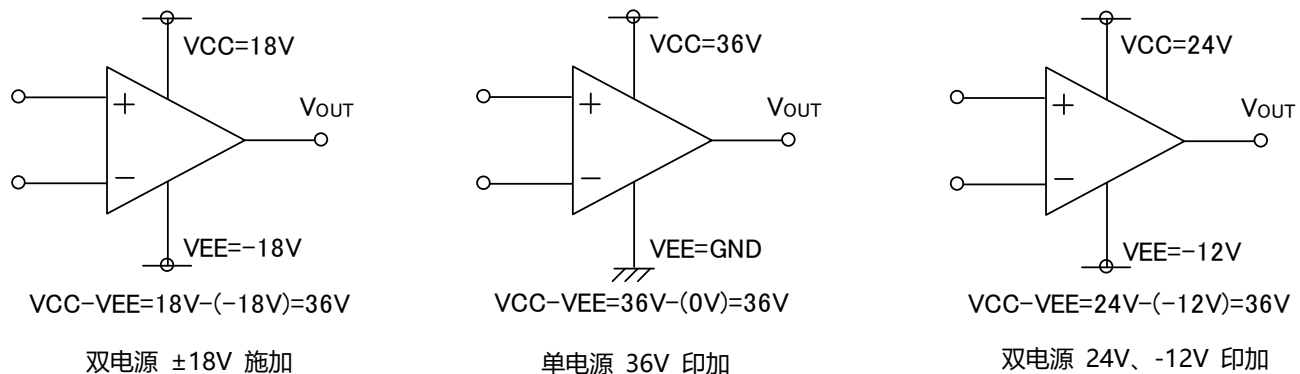 VCC=18V
+
−
VOUT
VEE=-18V
VCC-VEE=18V-(-18V)=36V
双电源 ±18V 施加
VCC=36V
+
−
VOUT
VEE=GND
VCC-VEE=36V-(0V)=36V
单电源 36V 印加
VCC=24V
+
−
VOUT
VEE=-12V
VCC-VEE=24V-(-12V)=36V
双电源 24V、-12V 印加